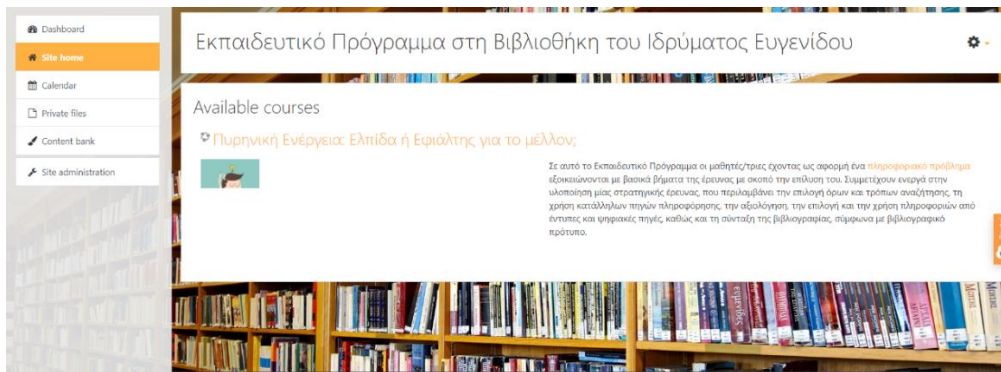 Dashboard
Site home
Calendar
Private files
Content bank
Site administration
Εκπαιδευτικό Πρόγραμμα στη Βιβλιοθήκη του Ιδρύματος Ευγενίδου
Available courses
Πυρηνική Ενέργεια: Ελπίδα ή Εφιάλτης για το μέλλον;
Σε αυτό το Εκπαιδευτικό Πρόγραμμα οι μαθητές/τριες έχοντας ως αφορμή ένα πληροφοριακό πρόβλημα
εξοικειώνονται με βασικά βήματα της έρευνας με σκοπό την επίλυση του. Συμμετέχουν ενεργά στην
υλοποίηση μίας στρατηγικής έρευνας, που περιλαμβάνει την επιλογή όρων και τρόπων αναζήτησης, τη
χρήση κατάλληλων πηγών πληροφόρησης, την αξιολόγηση, την επιλογή και την χρήση πληροφοριών από
έντυπες και ψηφιακές πηγές, καθώς και τη σύνταξη της βιβλιογραφίας, σύμφωνα με βιβλιογραφικό
πρότυπο.